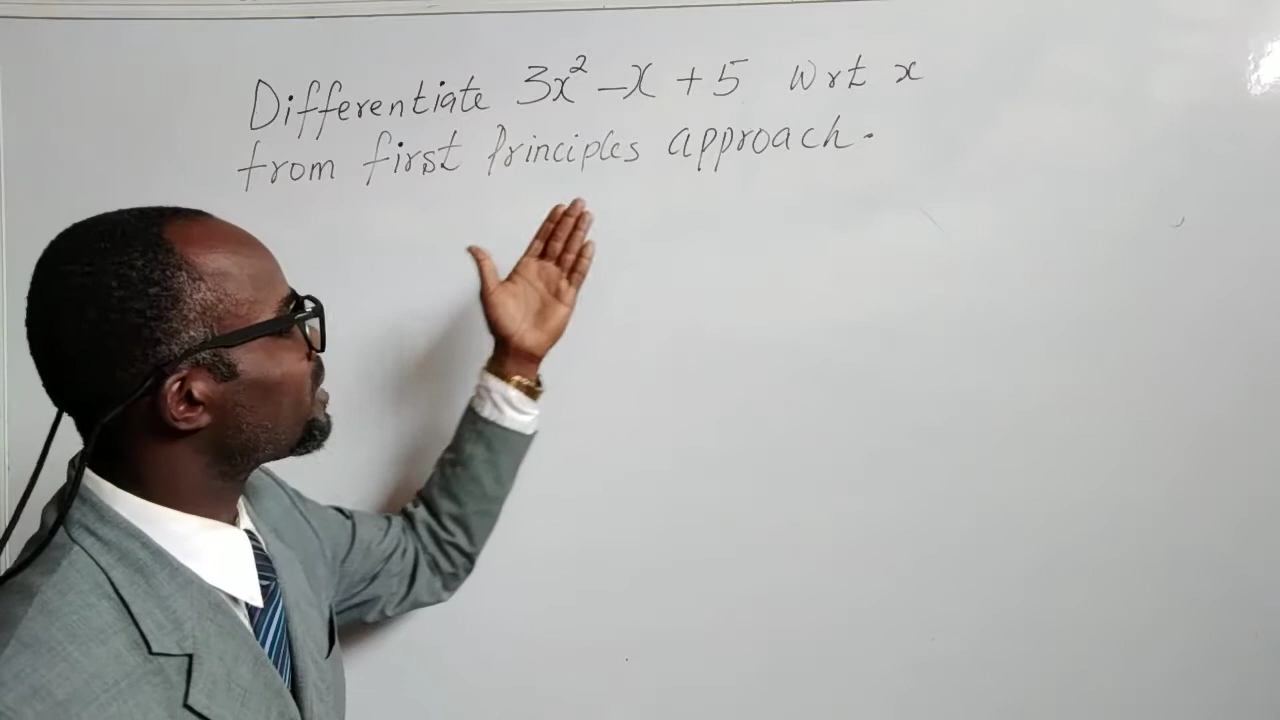 Differentiate 3x² - x + 5 wrt x
from first principles approach.